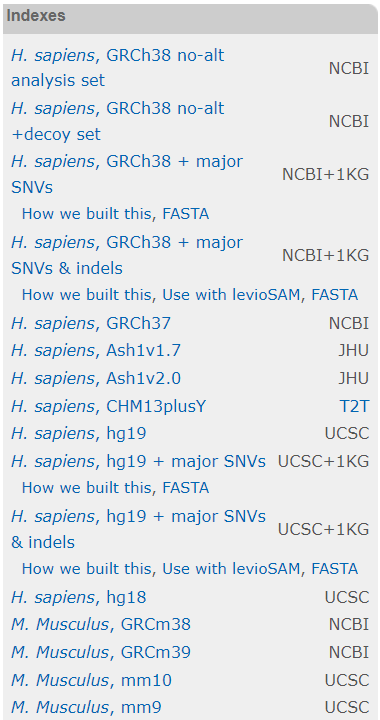 Indexes
H. sapiens, GRCh38 no-alt
analysis set NCBI
H. sapiens, GRCh38 no-alt
+decoy set NCBI
H. sapiens, GRCh38 + major
SNVs NCBI+1KG
How we built this, FASTA
H. sapiens, GRCh38 + major
SNVs & indels NCBI+1KG
How we built this, Use with levioSAM, FASTA
H. sapiens, GRCh37 NCBI
H. sapiens, Ash1v1.7 JHU
H. sapiens, Ash1v2.0 JHU
H. sapiens, CHM13plusY T2T
H. sapiens, hg19 UCSC
H. sapiens, hg19 + major SNVs UCSC+1KG
How we built this, FASTA
H. sapiens, hg19 + major SNVs
& indels UCSC+1KG
How we built this, Use with levioSAM, FASTA
H. sapiens, hg18 UCSC
M. Musculus, GRCm38 NCBI
M. Musculus, GRCm39 NCBI
M. Musculus, mm10 UCSC
M. Musculus, mm9 UCSC